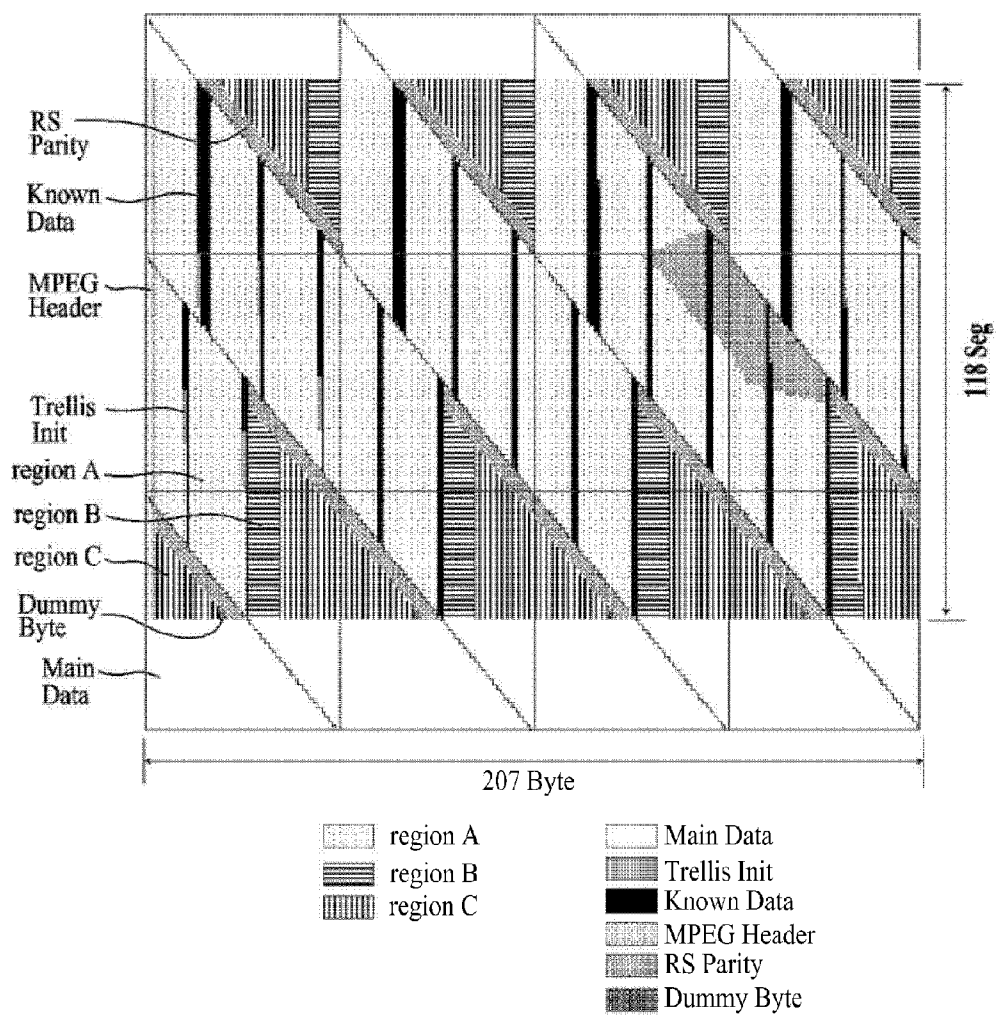 RS
Parity
Known
Data
MPEG
Header
Trellis
Init
region A
region B
region C
Dummy
Byte
Main
Data
118 Seg
207 Byte
region A
region B
region C
Main Data
Trellis Init
Known Data
MPEG Header
RS Parity
Dummy Byte